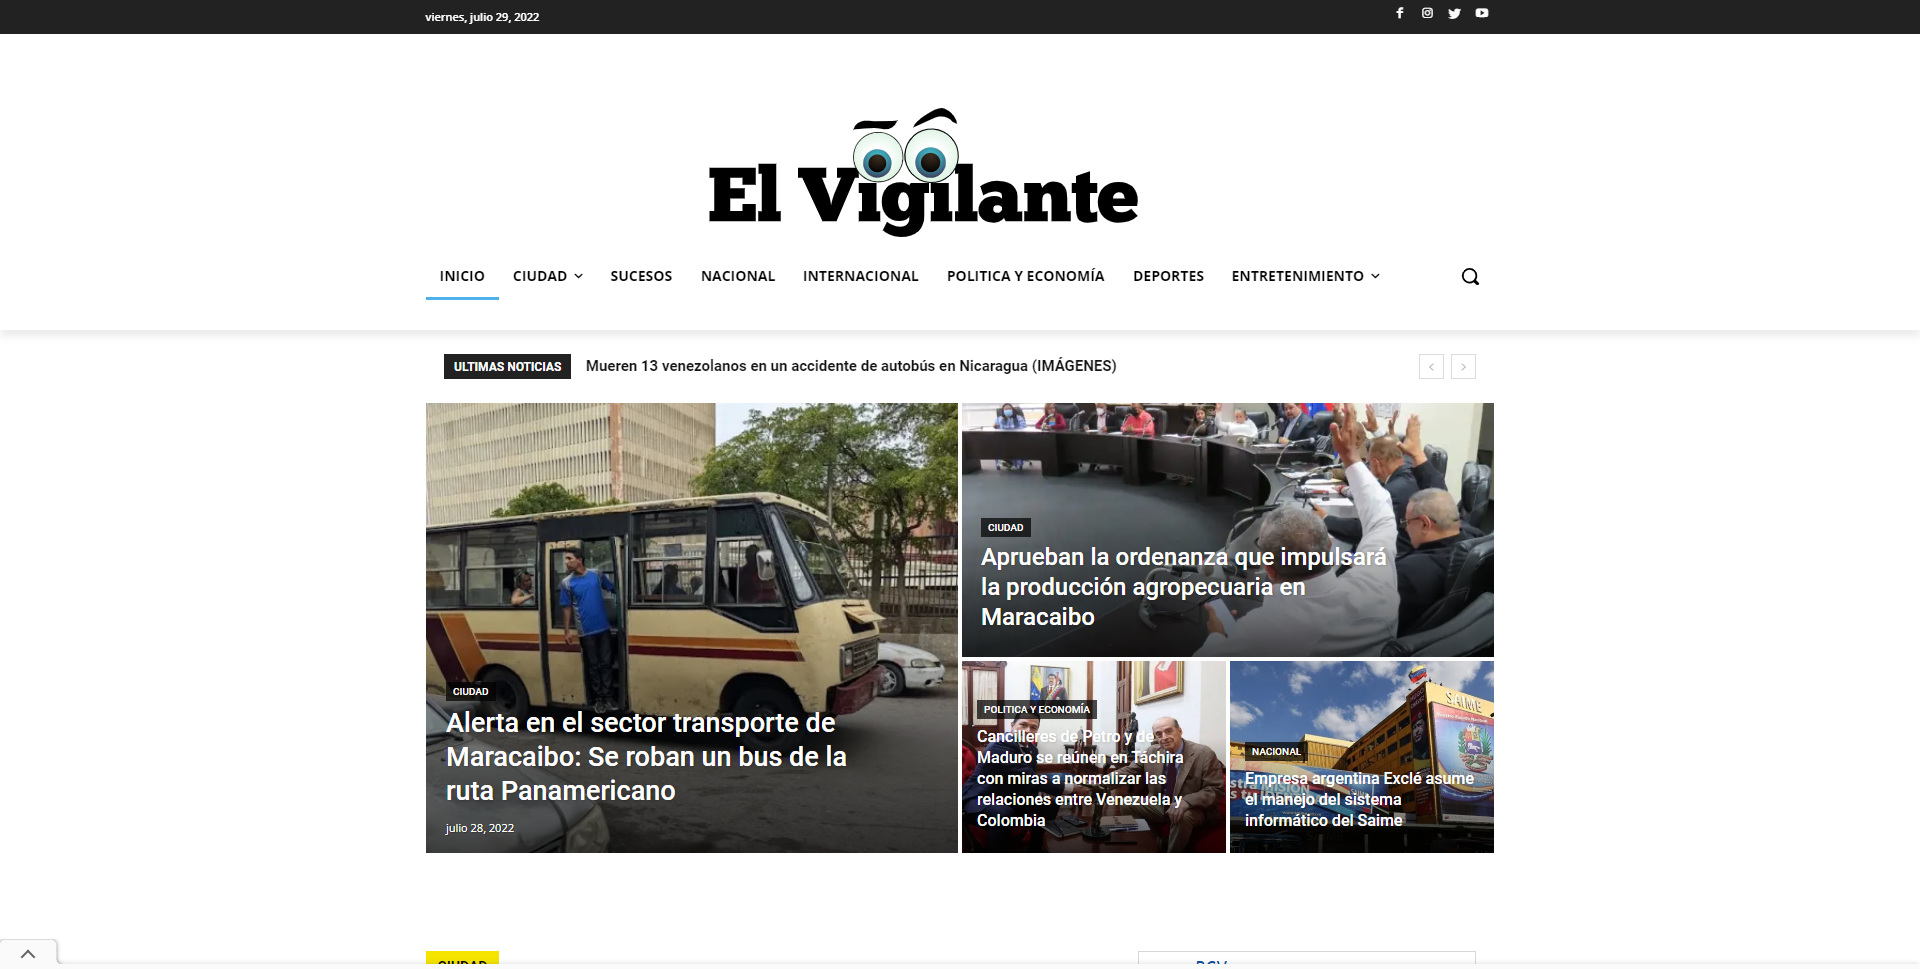 viernes, julio 29, 2022
El Vigilante
INICIO
CIUDAD
SUCESOS
NACIONAL
INTERNACIONAL
POLITICA Y ECONOMÍA
DEPORTES
ENTRETENIMIENTO
ULTIMAS NOTICIAS
Mueren 13 venezolanos en un accidente de autobús en Nicaragua (IMÁGENES)
CIUDAD
Alerta en el sector transporte de
Maracaibo: Se roban un bus de la
ruta Panamericano
julio 28, 2022
CIUDAD
Aprueban la ordenanza que impulsará
la producción agropecuaria en
Maracaibo
POLITICA Y ECONOMÍA
Cancilleres de Petro y de
Maduro se reúnen en Táchira
con miras a normalizar las
relaciones entre Venezuela y
Colombia
SAIME
NACIONAL
Empresa argentina Exclé asume
el manejo del sistema
informático del Saime
CIUDAD